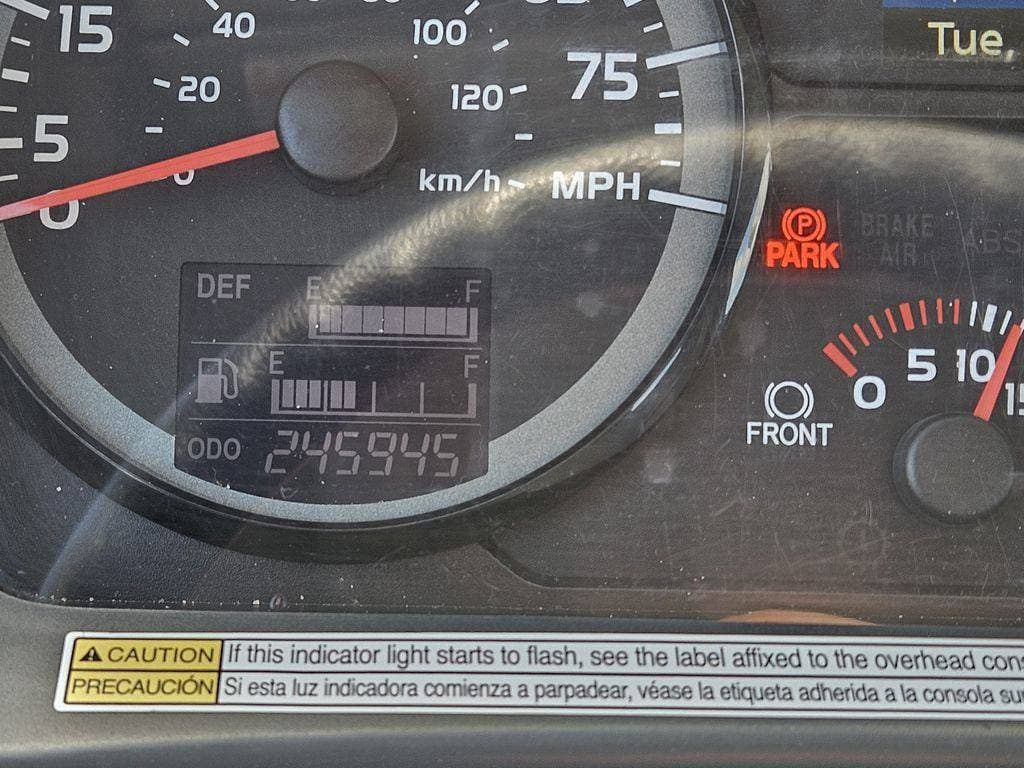 15
40
100
Tue,
20
120
75
5
km/h
MPH
0
P
PARK
BRAKE
AIR
ABS
DEF
E
F
E
F
ODO
245945
0
5
10
15
FRONT
CAUTION
If this indicator light starts to flash, see the label affixed to the overhead
PRECAUCIÓN
Si esta luz indicadora comienza a parpadear, véase la etiqueta adherida a la consola